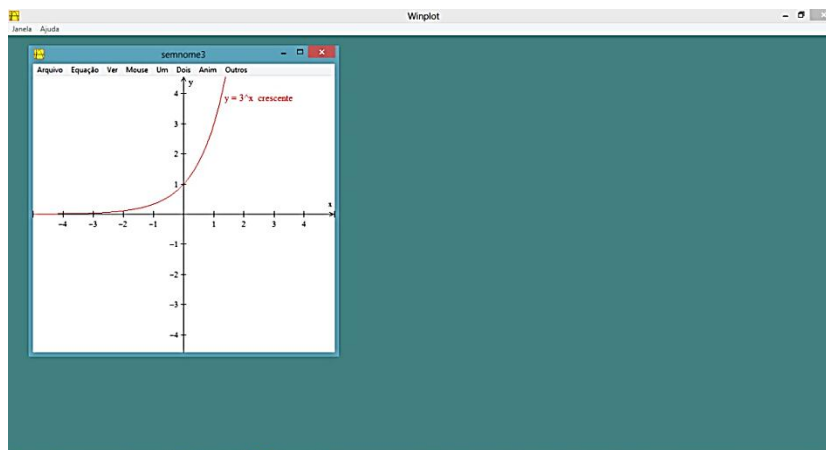 Winplot
Janela Ajuda
semnome3
Arquivo Equação Ver Mouse Um Dois Anim Outros
y
4
y = 3^x crescente
3
2
1
x
-4 -3 -2 -1 1 2 3 4
-1
-2
-3
-4